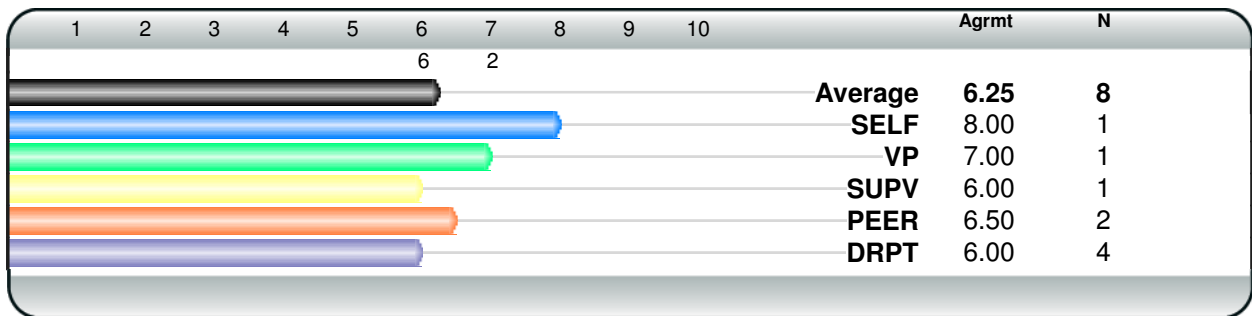 1 2 3 4 5 6 7 8 9 10 Agrmt N
6 2
Average 6.25 8
SELF 8.00 1
VP 7.00 1
SUPV 6.00 1
PEER 6.50 2
DRPT 6.00 4